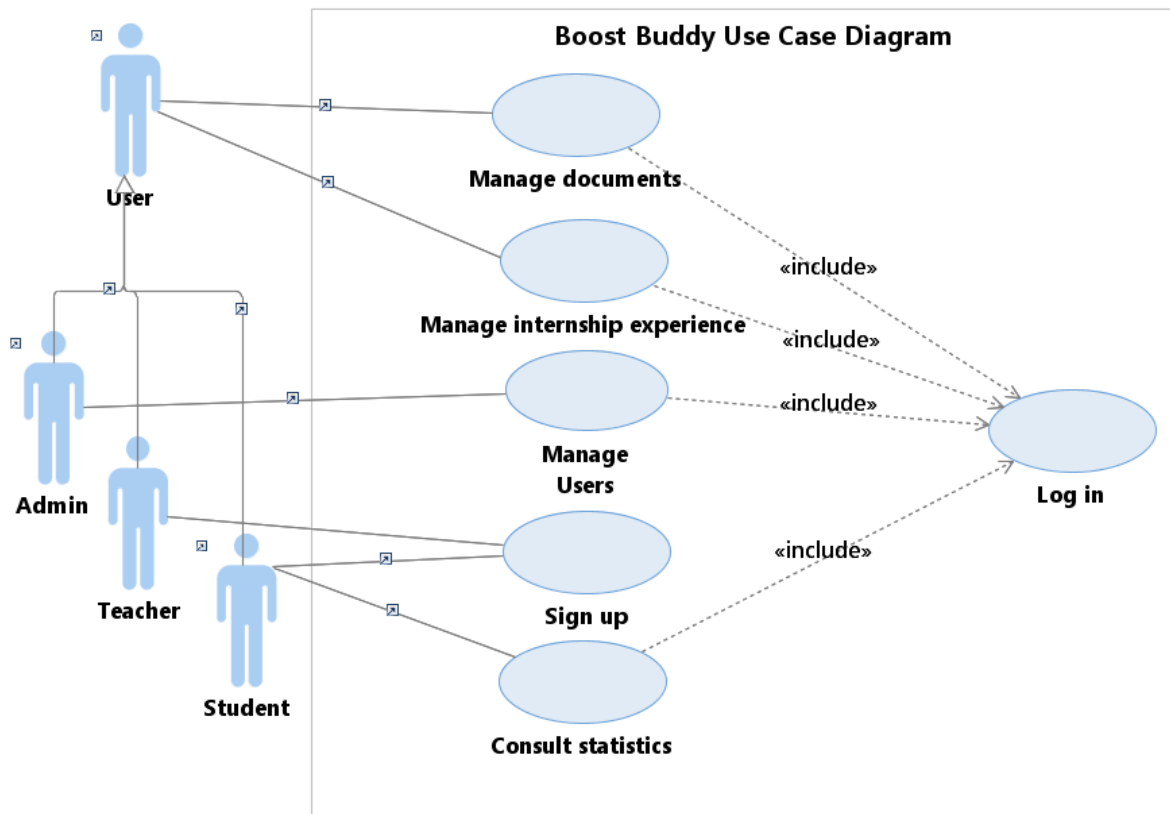 Boost Buddy Use Case Diagram
Manage documents
User
«include»
Manage internship experience
«include»
«include»
Manage
Users
Admin
Log in
«include»
Teacher
Sign up
Student
Consult statistics